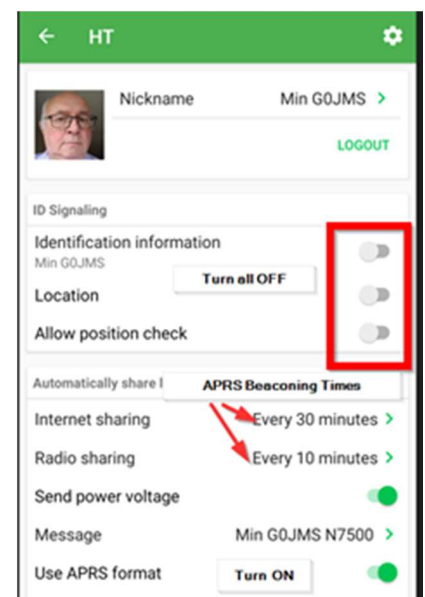 HT
Nickname Min G0JMS >
LOGOUT
ID Signaling
Identification information
Min G0JMS
Turn all OFF
Location
Allow position check
Automatically share l
APRS Beaconing Times
Internet sharing Every 30 minutes >
Radio sharing Every 10 minutes >
Send power voltage
Message Min G0JMS N7500 >
Use APRS format Turn ON